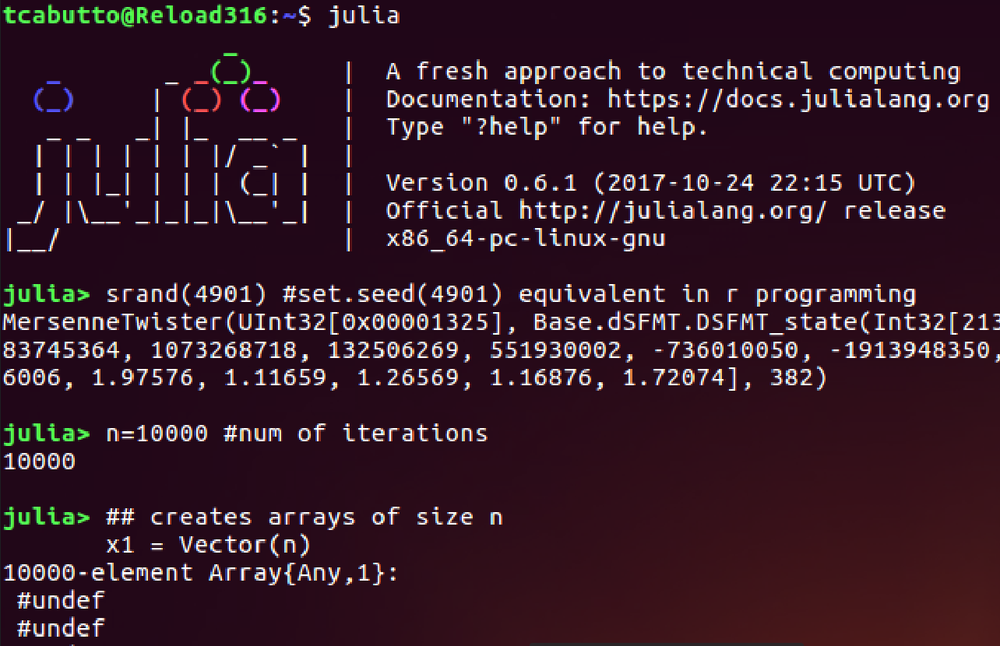 tcabutto@Reload316:~$ julia
               _
   _       _ _(_)_     |  A fresh approach to technical computing
  (_)     | (_) (_)    |  Documentation: https://docs.julialang.org
   _ _   _| |_  __ _   |  Type "?help" for help.
  | | | | | | |/ _` |  |
  | | |_| | | | (_| |  |  Version 0.6.1 (2017-10-24 22:15 UTC)
 _/ |\__'_|_|_|\__'_|  |  Official http://julialang.org/ release
|__/                   |  x86_64-pc-linux-gnu
julia> srand(4901) #set.seed(4901) equivalent in r programming
MersenneTwister(UInt32[0x00001325], Base.dSFMT.DSFMT_state(Int32[213
83745364, 1073268718, 132506269, 551930002, -736010050, -1913948350,
6006, 1.97576, 1.11659, 1.26569, 1.16876, 1.72074], 382)
julia> n=10000 #num of iterations
10000
julia> ## creates arrays of size n
       x1 = Vector(n)
10000-element Array{Any,1}:
 #undef
 #undef